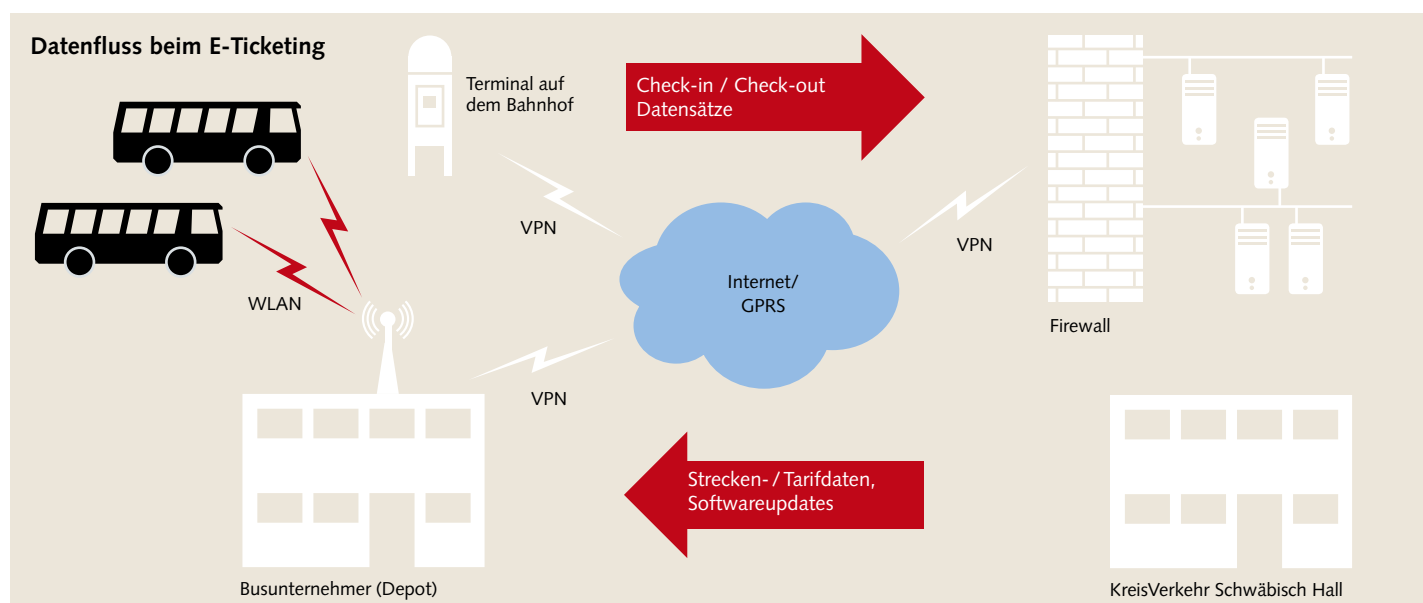 Datenfluss beim E-Ticketing
Terminal auf
dem Bahnhof
Check-in / Check-out
Datensätze
VPN
VPN
WLAN
Internet/
GPRS
Firewall
VPN
Strecken- / Tarifdaten,
Softwareupdates
Busunternehmer (Depot)
KreisVerkehr Schwäbisch Hall